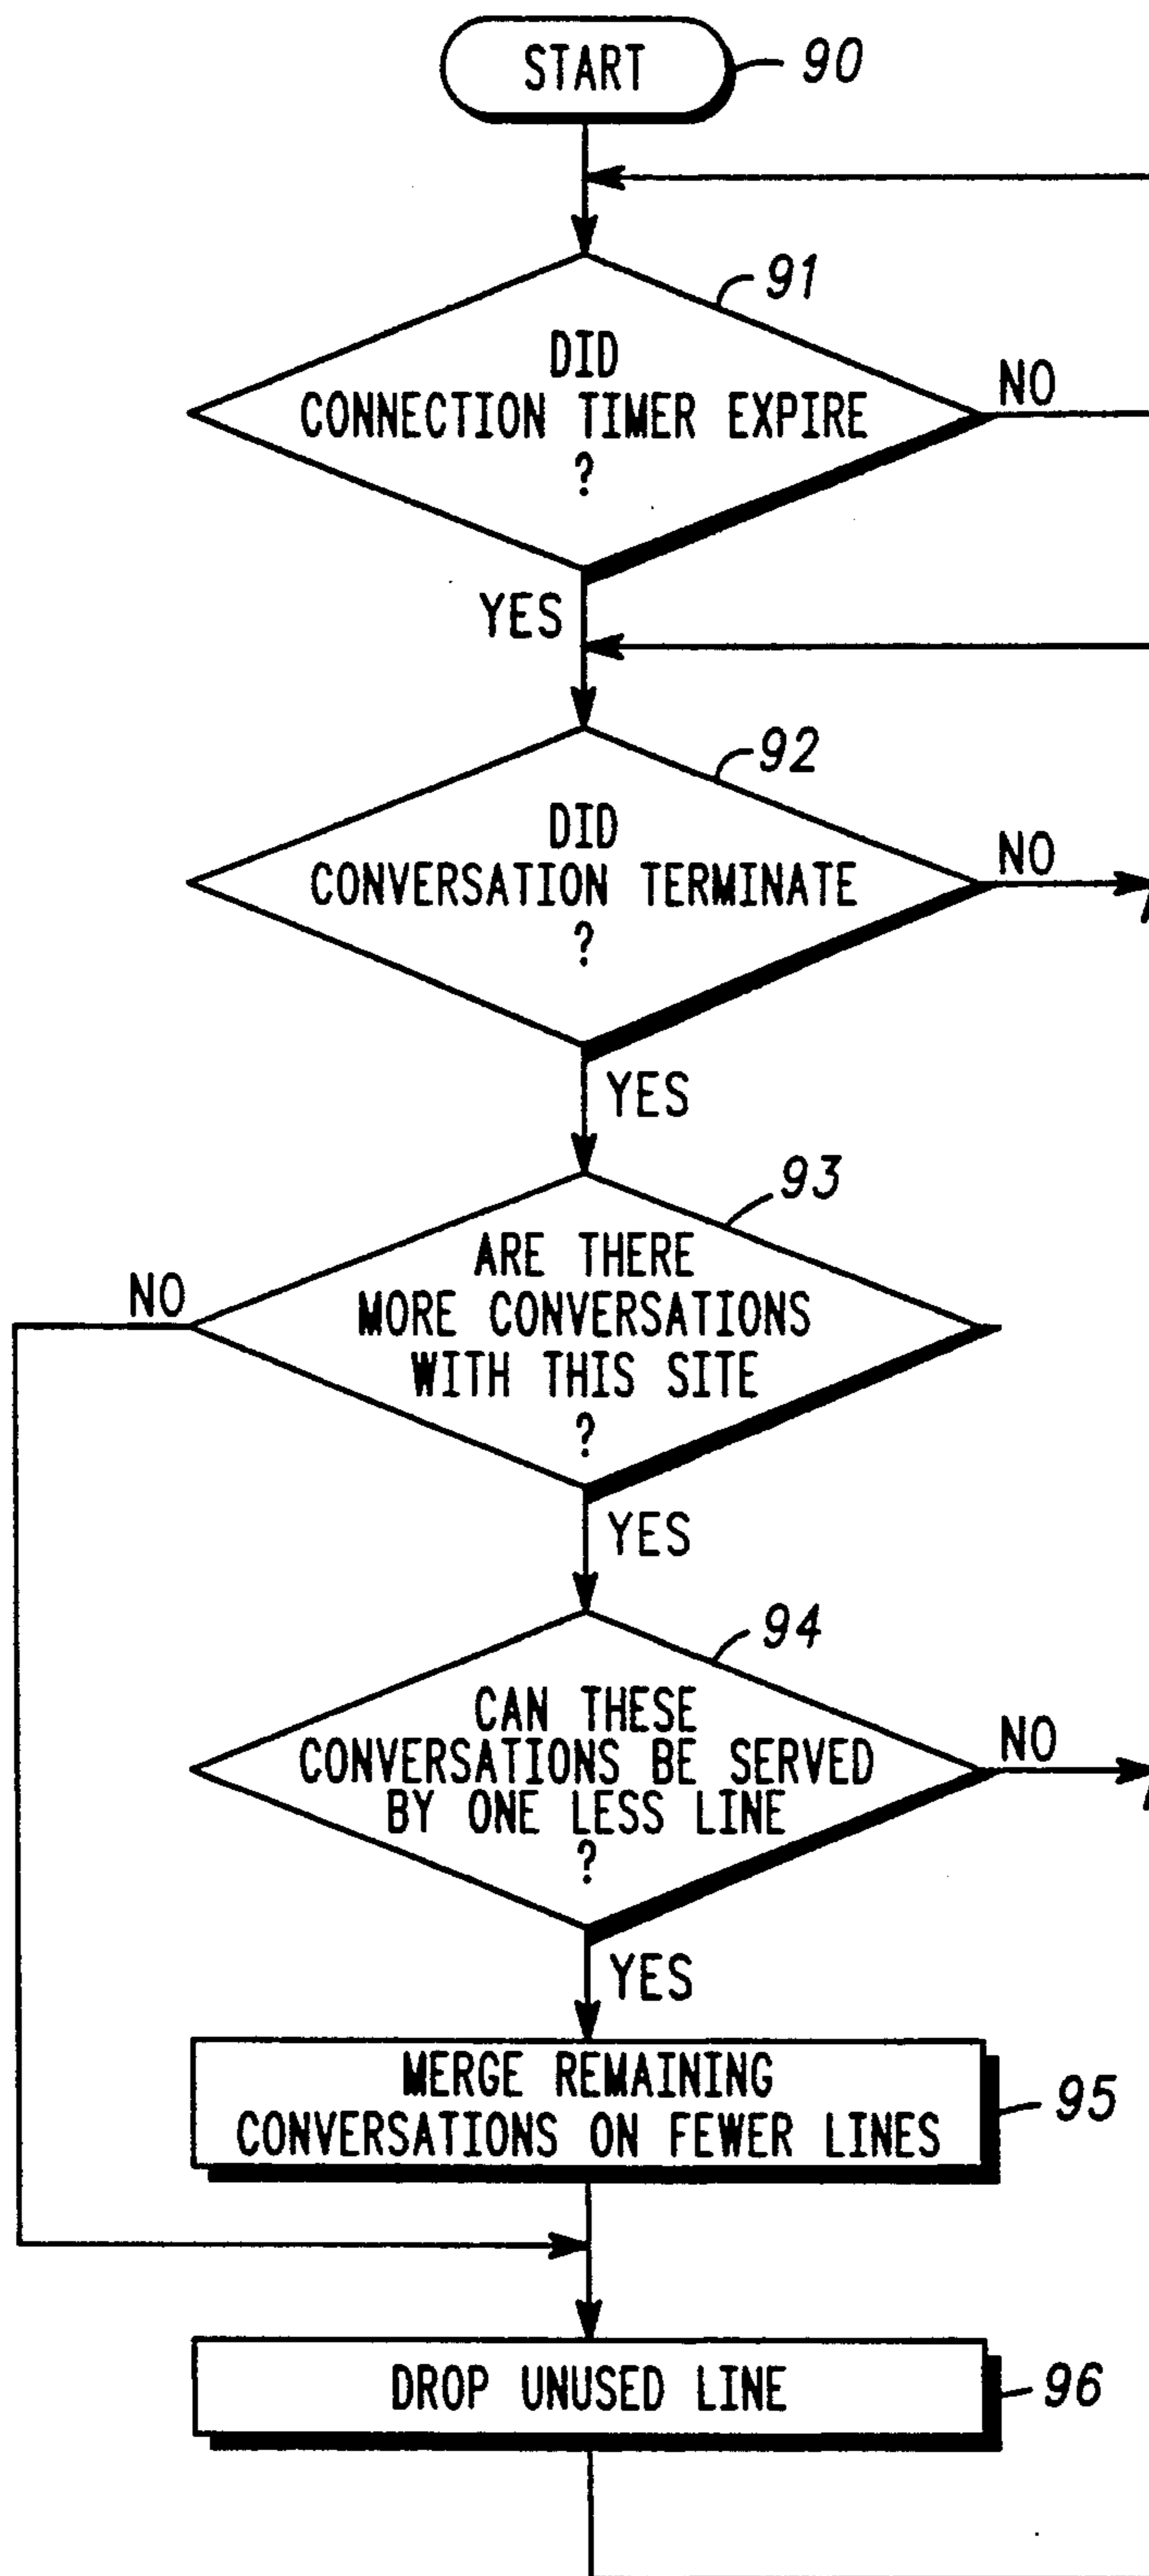 START
90
91
DID
CONNECTION TIMER EXPIRE
?
NO
YES
92
DID
CONVERSATION TERMINATE
?
NO
YES
93
ARE THERE
MORE CONVERSATIONS
WITH THIS SITE
?
NO
YES
94
CAN THESE
CONVERSATIONS BE SERVED
BY ONE LESS LINE
?
NO
YES
MERGE REMAINING
CONVERSATIONS ON FEWER LINES
95
DROP UNUSED LINE
96